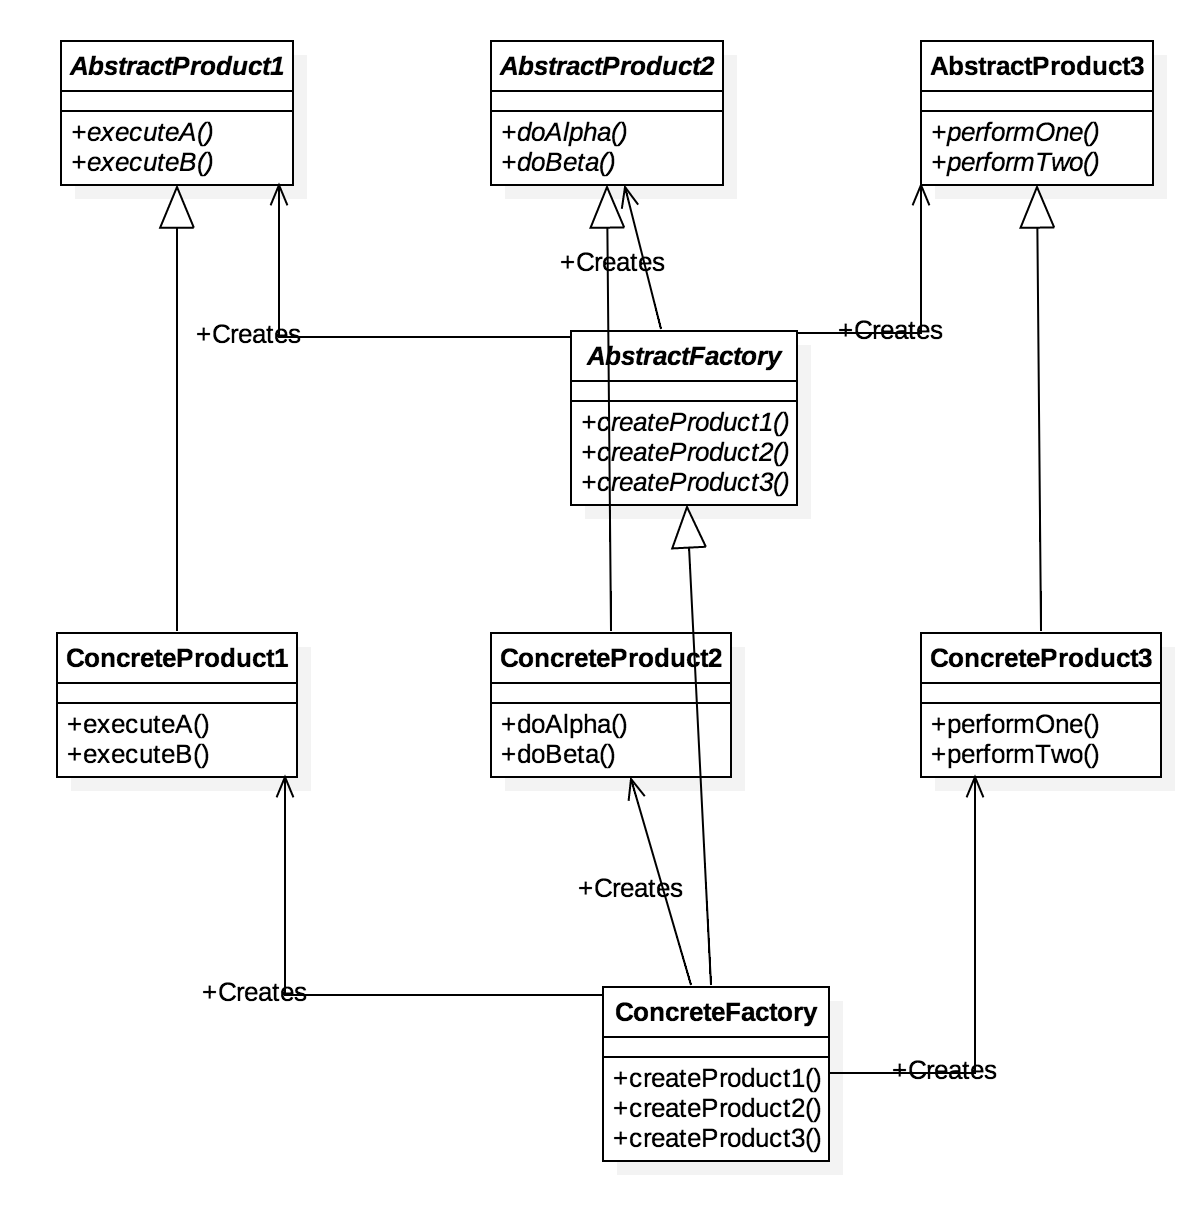 AbstractProduct1
+executeA()
+executeB()
AbstractProduct2
+doAlpha()
+doBeta()
AbstractProduct3
+performOne()
+performTwo()
+Creates
+Creates
+Creates
AbstractFactory
+createProduct1()
+createProduct2()
+createProduct3()
ConcreteProduct1
+executeA()
+executeB()
ConcreteProduct2
+doAlpha()
+doBeta()
ConcreteProduct3
+performOne()
+performTwo()
+Creates
+Creates
+Creates
ConcreteFactory
+createProduct1()
+createProduct2()
+createProduct3()